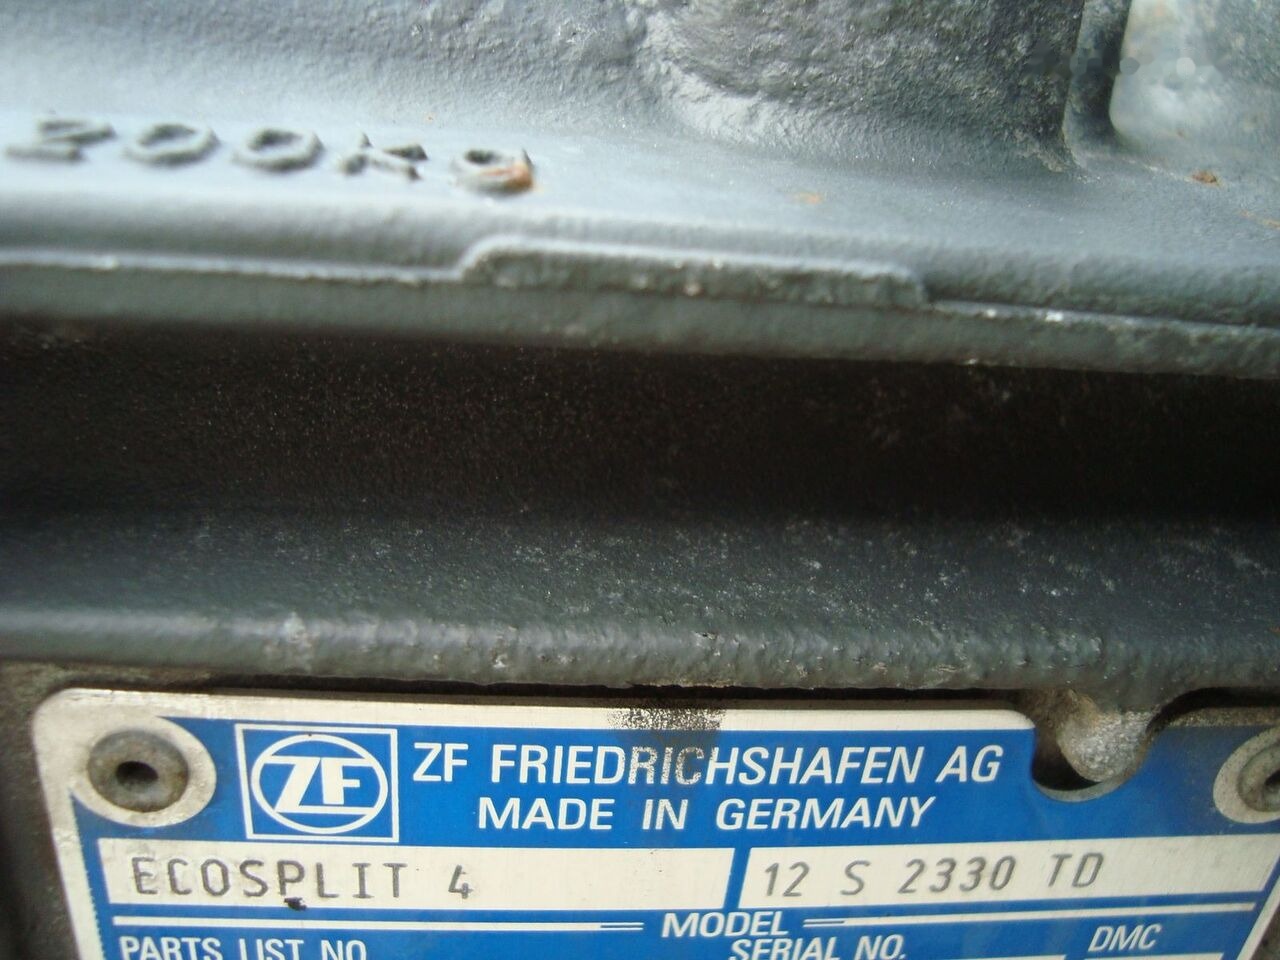 ZF FRIEDRICHSHAFEN AG
ZF
MADE IN GERMANY
ECOSPLIT 4 12 S 2330 TD
MODEL
PARTS LIST NO. SERIAL NO. DMC